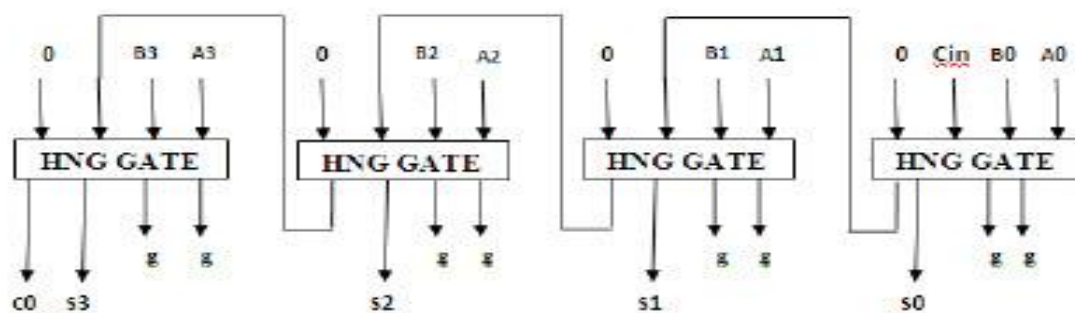 0 B3 A3 0 B2 A2 0 B1 A1 0 Cin B0 A0
HNG GATE HNG GATE HNG GATE HNG GATE
g g g g g g g g
c0 s3 s2 s1 s0